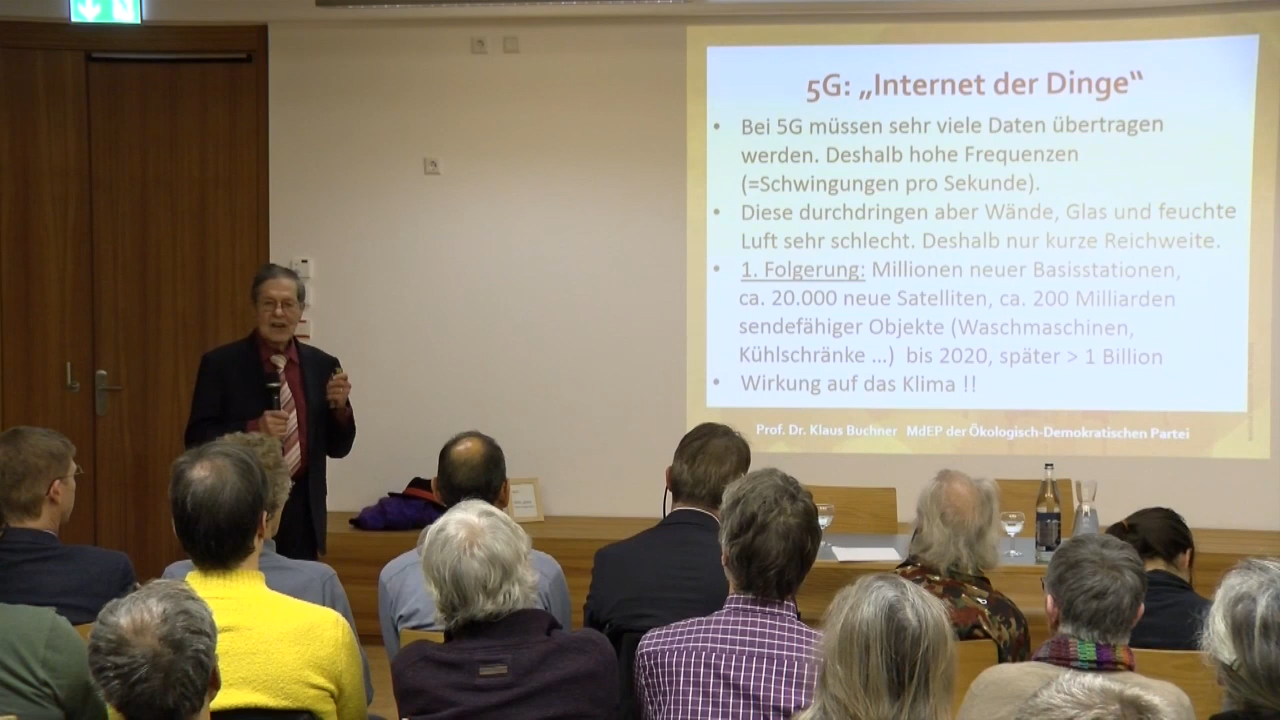 5G: „Internet der Dinge“
• Bei 5G müssen sehr viele Daten übertragen
werden. Deshalb hohe Frequenzen
(=Schwingungen pro Sekunde).
• Diese durchdringen aber Wände, Glas und feuchte
Luft sehr schlecht. Deshalb nur kurze Reichweite.
• 1. Folgerung: Millionen neuer Basisstationen,
ca. 20.000 neue Satelliten, ca. 200 Milliarden
sendefähiger Objekte (Waschmaschinen,
Kühlschränke ...) bis 2020, später > 1 Billion
• Wirkung auf das Klima !!
Prof. Dr. Klaus Buchner MdEP der Ökologisch-Demokratischen Partei